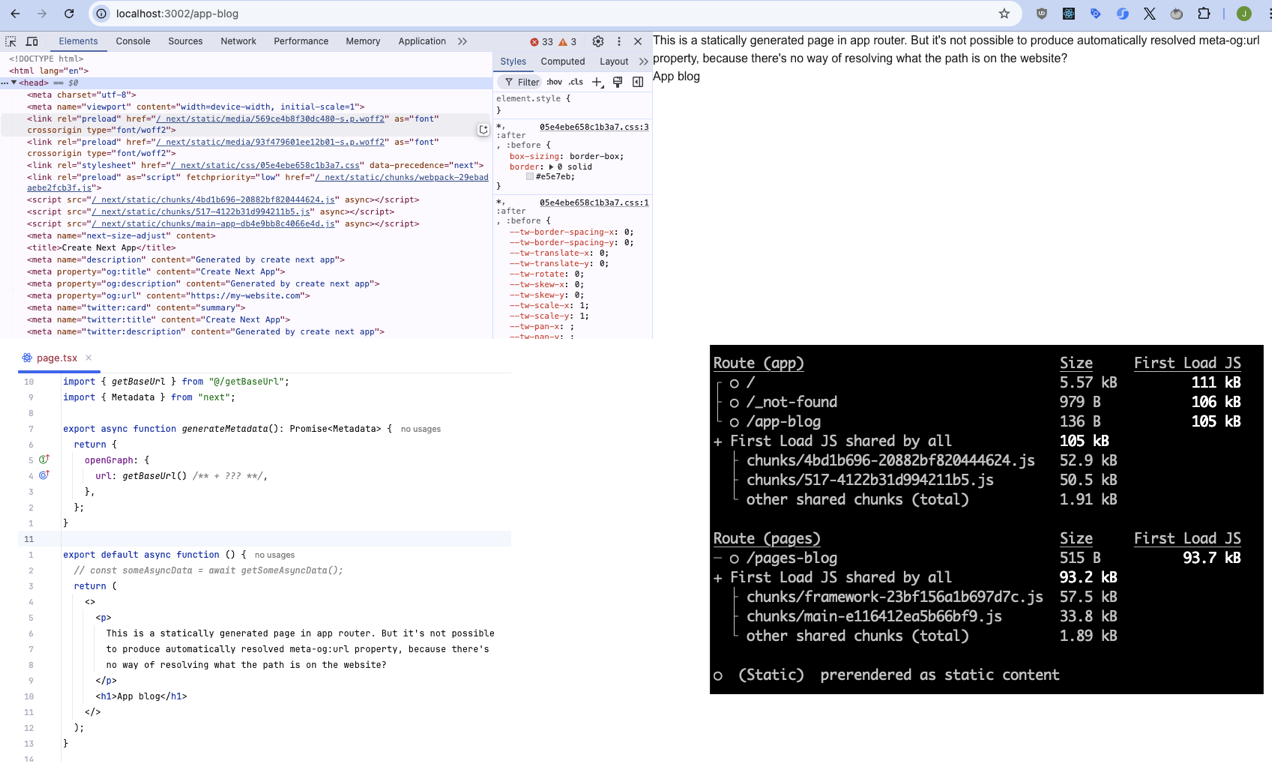 localhost:3002/app-blog
Elements Console Sources Network Performance Memory Application 33 3
<!DOCTYPE html>
<html lang="en">
<head> == $0
<meta charset="utf-8">
<meta name="viewport" content="width=device-width, initial-scale=1">
<link rel="preload" href="/_next/static/media/569ce4b8f30dc480-s.p.woff2" as="font"
crossorigin type="font/woff2">
<link rel="preload" href="/_next/static/media/93f479601ee12b01-s.p.woff2" as="font"
crossorigin type="font/woff2">
<link rel="stylesheet" href="/_next/static/css/05e4ebe658c1b3a7.css" data-precedence="next">
<link rel="preload" as="script" fetchpriority="low" href="/_next/static/chunks/webpack-29ebad
aebe2fcb3f.js">
<script src="/_next/static/chunks/4bd1b696-20882bf820444624.js" async></script>
<script src="/_next/static/chunks/517-4122b31d994211b5.js" async></script>
<script src="/_next/static/chunks/main-app-db4e9bb8c4066e4d.js" async></script>
<meta name="next-size-adjust" content>
<title>Create Next App</title>
<meta name="description" content="Generated by create next app">
<meta property="og:title" content="Create Next App">
<meta property="og:description" content="Generated by create next app">
<meta property="og:url" content="https://my-website.com">
<meta name="twitter:card" content="summary">
<meta name="twitter:title" content="Create Next App">
<meta name="twitter:description" content="Generated by create next app">
Styles Computed Layout
Filter :hov .cls
element.style {
}
*, 05e4ebe658c1b3a7.css:3
:after
, :before {
box-sizing: border-box;
border: 0 solid
#e5e7eb;
}
*, 05e4ebe658c1b3a7.css:1
:after
, :before {
--tw-border-spacing-x: 0;
--tw-border-spacing-y: 0;
--tw-translate-x: 0;
--tw-translate-y: 0;
--tw-rotate: 0;
--tw-skew-x: 0;
--tw-skew-y: 0;
--tw-scale-x: 1;
--tw-scale-y: 1;
--tw-pan-x: ;
--tw-pan-y: ;
This is a statically generated page in app router. But it's not possible to produce automatically resolved meta-og:url
property, because there's no way of resolving what the path is on the website?
App blog
page.tsx
10 import { getBaseUrl } from "@/getBaseUrl";
9 import { Metadata } from "next";
8
7 export async function generateMetadata(): Promise<Metadata> { no usages
6 return {
5 openGraph: {
4 url: getBaseUrl() /** + ??? **/,
3 },
2 };
1 }
11
1 export default async function () { no usages
2 // const someAsyncData = await getSomeAsyncData();
3 return (
4 <>
5 <p>
6 This is a statically generated page in app router. But it's not possible
7 to produce automatically resolved meta-og:url property, because there's
8 no way of resolving what the path is on the website?
9 </p>
10 <h1>App blog</h1>
11 </>
12 );
13 }
14
Route (app) Size First Load JS
┌ ○ / 5.57 kB 111 kB
├ ○ /_not-found 979 B 106 kB
└ ○ /app-blog 136 B 105 kB
+ First Load JS shared by all 105 kB
├ chunks/4bd1b696-20882bf820444624.js 52.9 kB
├ chunks/517-4122b31d994211b5.js 50.5 kB
└ other shared chunks (total) 1.91 kB
Route (pages) Size First Load JS
─ ○ /pages-blog 515 B 93.7 kB
+ First Load JS shared by all 93.2 kB
├ chunks/framework-23bf156a1b697d7c.js 57.5 kB
├ chunks/main-e116412ea5b66bf9.js 33.8 kB
└ other shared chunks (total) 1.89 kB
○ (Static) prerendered as static content